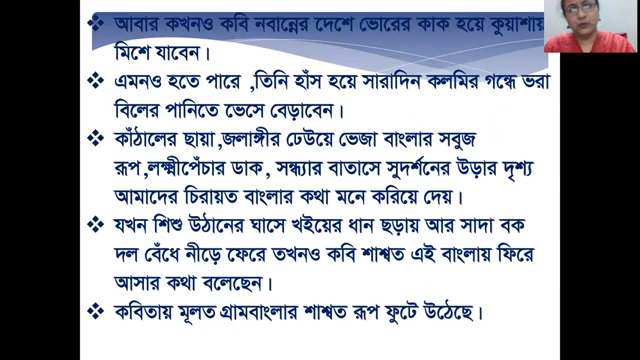 ❖ আবার কখনও কবি নবান্নের দেশে ভোরের কাক হয়ে কুয়াশায়
মিশে যাবেন।
❖ এমনও হতে পারে ,তিনি হাঁস হয়ে সারাদিন কলমির গন্ধে ভরা
বিলের পানিতে ভেসে বেড়াবেন।
❖ কাঁঠালের ছায়া,জলাঙ্গীর ঢেউয়ে ভেজা বাংলার সবুজ
রূপ,লক্ষ্মীপেঁচার ডাক, সন্ধ্যার বাতাসে সুদর্শনের উড়ার দৃশ্য
আমাদের চিরায়ত বাংলার কথা মনে করিয়ে দেয়।
❖ যখন শিশু উঠানের ঘাসে খইয়ের ধান ছড়ায় আর সাদা বক
দল বেঁধে নীড়ে ফেরে তখনও কবি শাশ্বত এই বাংলায় ফিরে
আসার কথা বলেছেন।
❖ কবিতায় মূলত গ্রামবাংলার শাশ্বত রূপ ফুটে উঠেছে।